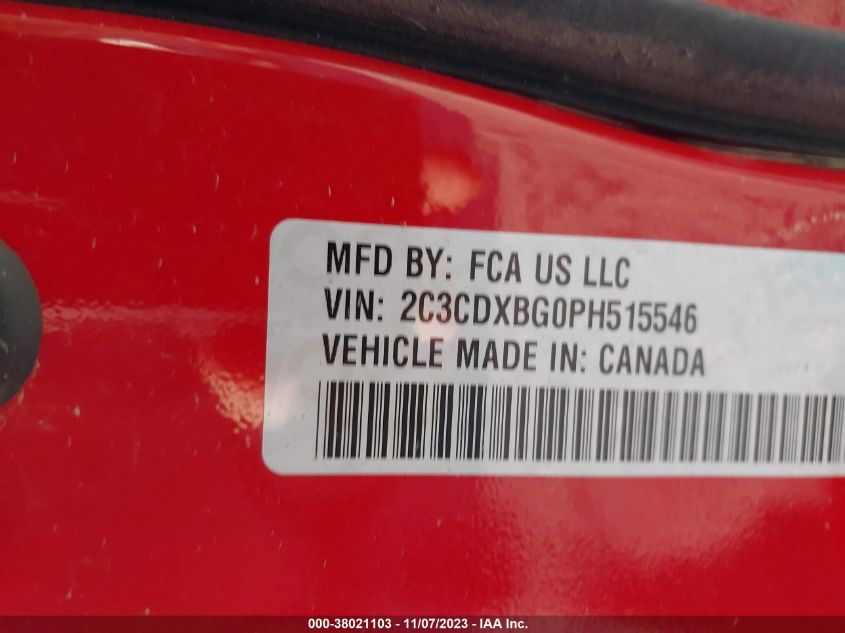 MFD BY: FCA US LLC
VIN: 2C3CDXBG0PH515546
VEHICLE MADE IN: CANADA
000-38021103 - 11/07/2023 - IAA Inc.